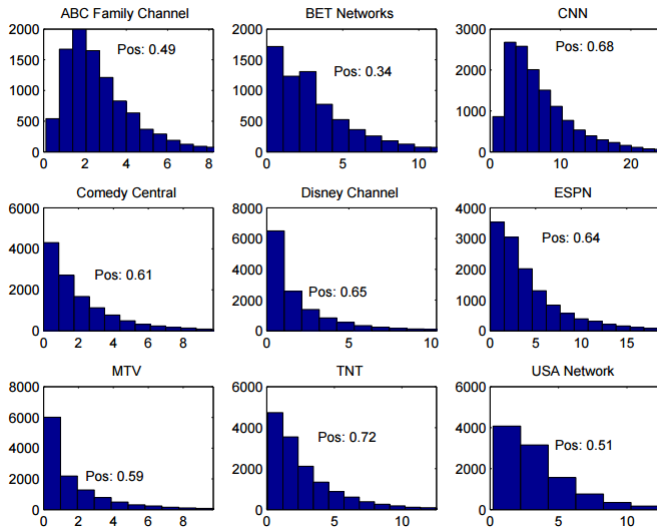 ABC Family Channel
2000
1500
1000
500
0
0 2 4 6 8
Pos: 0.49
BET Networks
2000
1500
1000
500
0
0 5 10
Pos: 0.34
CNN
3000
2000
1000
0
0 10 20
Pos: 0.68
Comedy Central
6000
4000
2000
0
0 2 4 6 8
Pos: 0.61
Disney Channel
8000
6000
4000
2000
0
0 5 10
Pos: 0.65
ESPN
4000
3000
2000
1000
0
0 5 10 15
Pos: 0.64
MTV
8000
6000
4000
2000
0
0 2 4 6 8
Pos: 0.59
TNT
6000
4000
2000
0
0 5 10
Pos: 0.72
USA Network
6000
4000
2000
0
0 5 10
Pos: 0.51